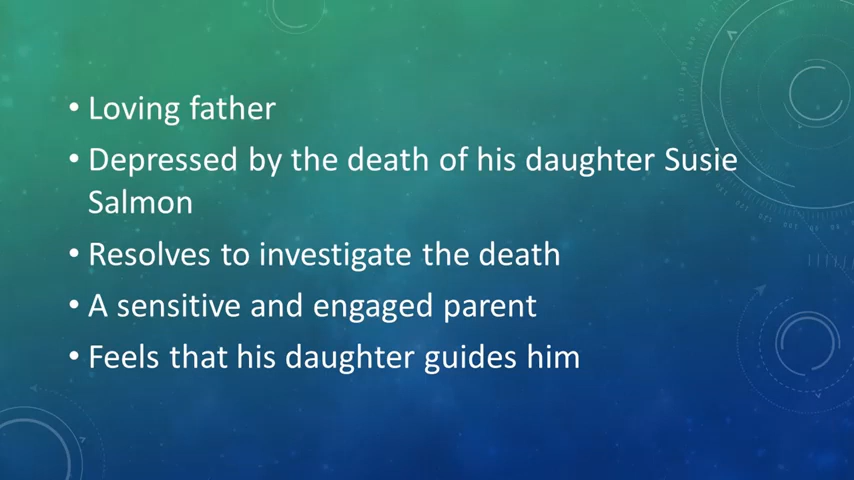 • Loving father
• Depressed by the death of his daughter Susie
Salmon
• Resolves to investigate the death
• A sensitive and engaged parent
• Feels that his daughter guides him